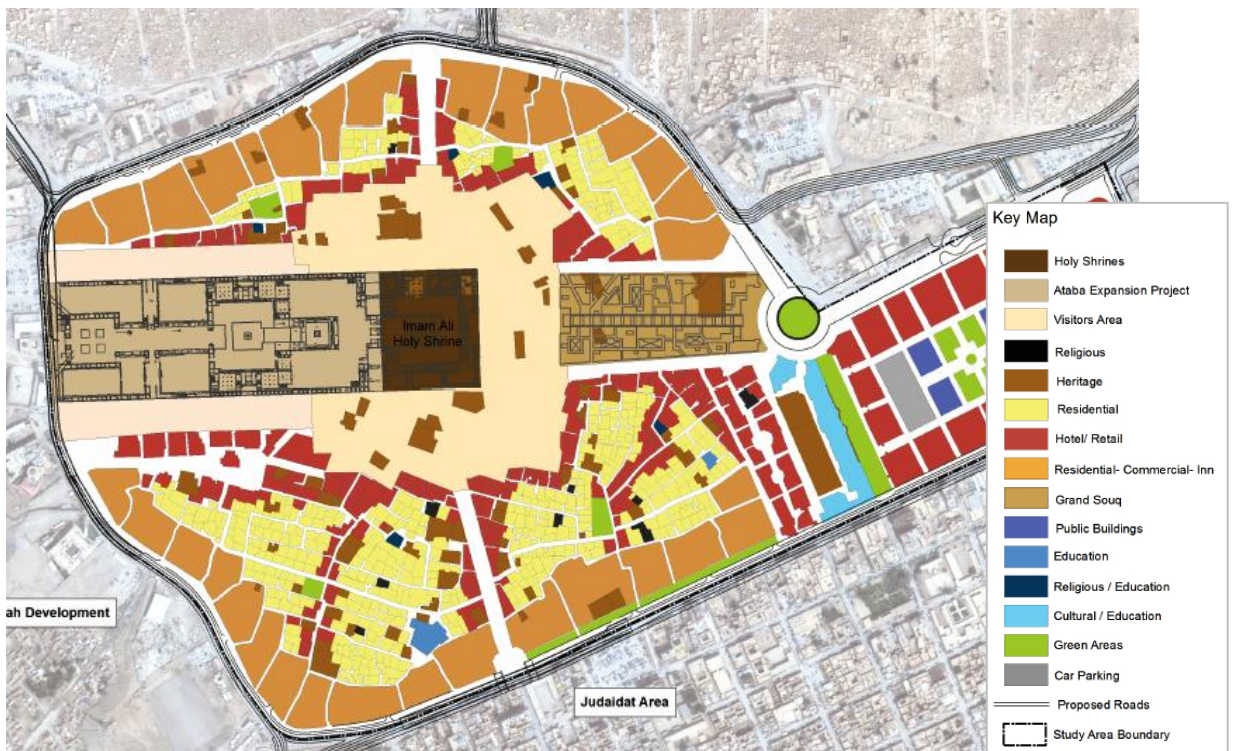 Imam Ali
Holy Shrine
ah Development
Judaidat Area
Key Map
Holy Shrines
Ataba Expansion Project
Visitors Area
Religious
Heritage
Residential
Hotel/ Retail
Residential- Commercial- Inn
Grand Souq
Public Buildings
Education
Religious / Education
Cultural / Education
Green Areas
Car Parking
Proposed Roads
Study Area Boundary